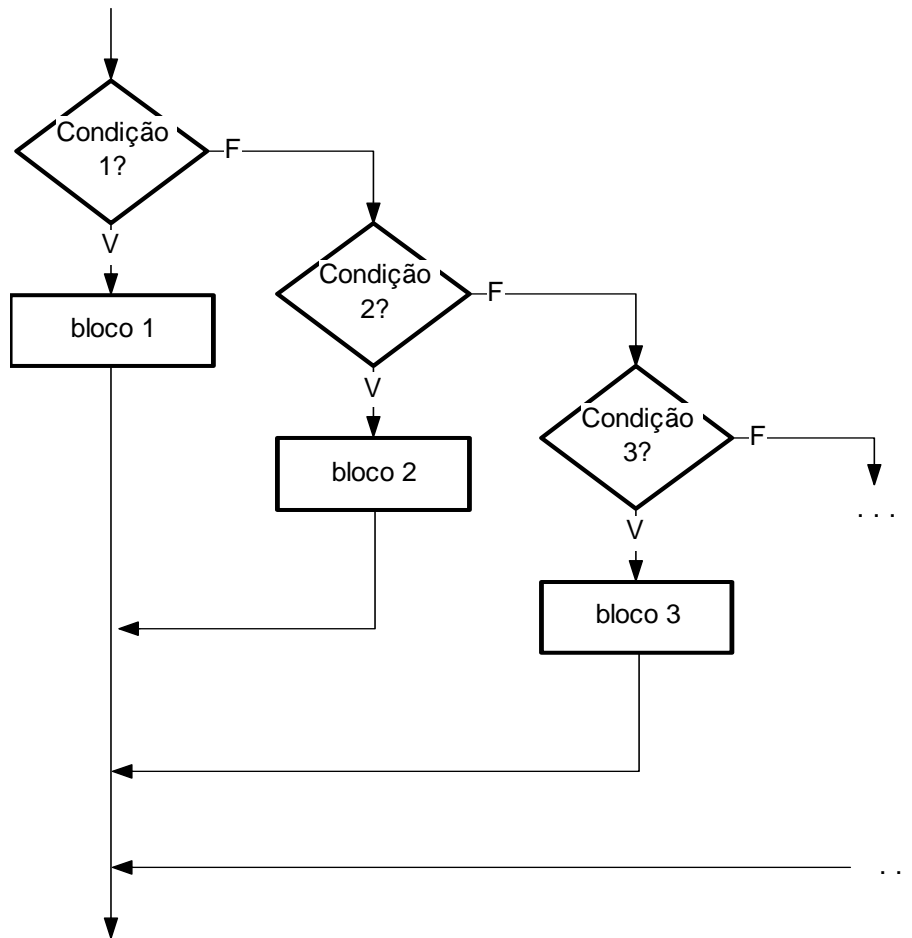 Condição
1?
F
V
Condição
2?
F
bloco 1
V
Condição
3?
F
bloco 2
. . .
V
bloco 3
. .